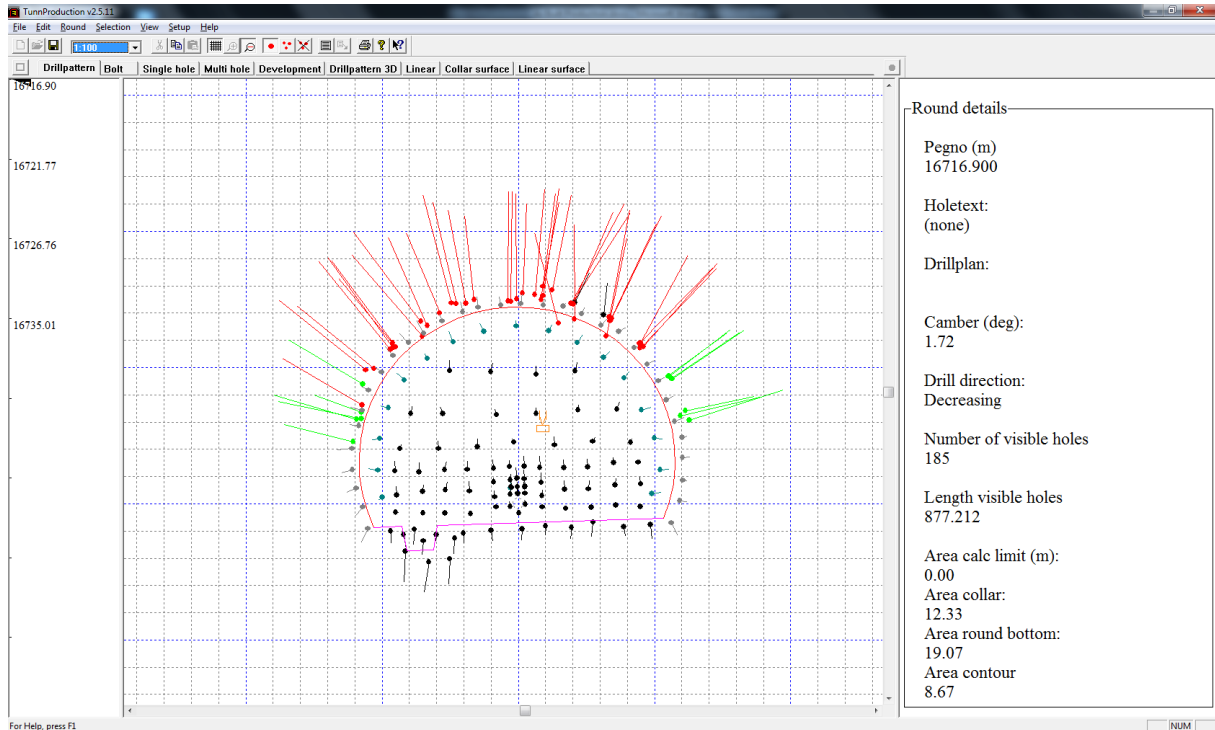 TunnProduction v2.5.11
File Edit Round Selection View Setup Help
1:100
Drillpattern Bolt Single hole Multi hole Development Drillpattern 3D Linear Collar surface Linear surface
16716.90
16721.77
16726.76
16735.01
Round details
Pegno (m)
16716.900
Holetext:
(none)
Drillplan:
Camber (deg):
1.72
Drill direction:
Decreasing
Number of visible holes
185
Length visible holes
877.212
Area calc limit (m):
0.00
Area collar:
12.33
Area round bottom:
19.07
Area contour
8.67
For Help, press F1
NUM